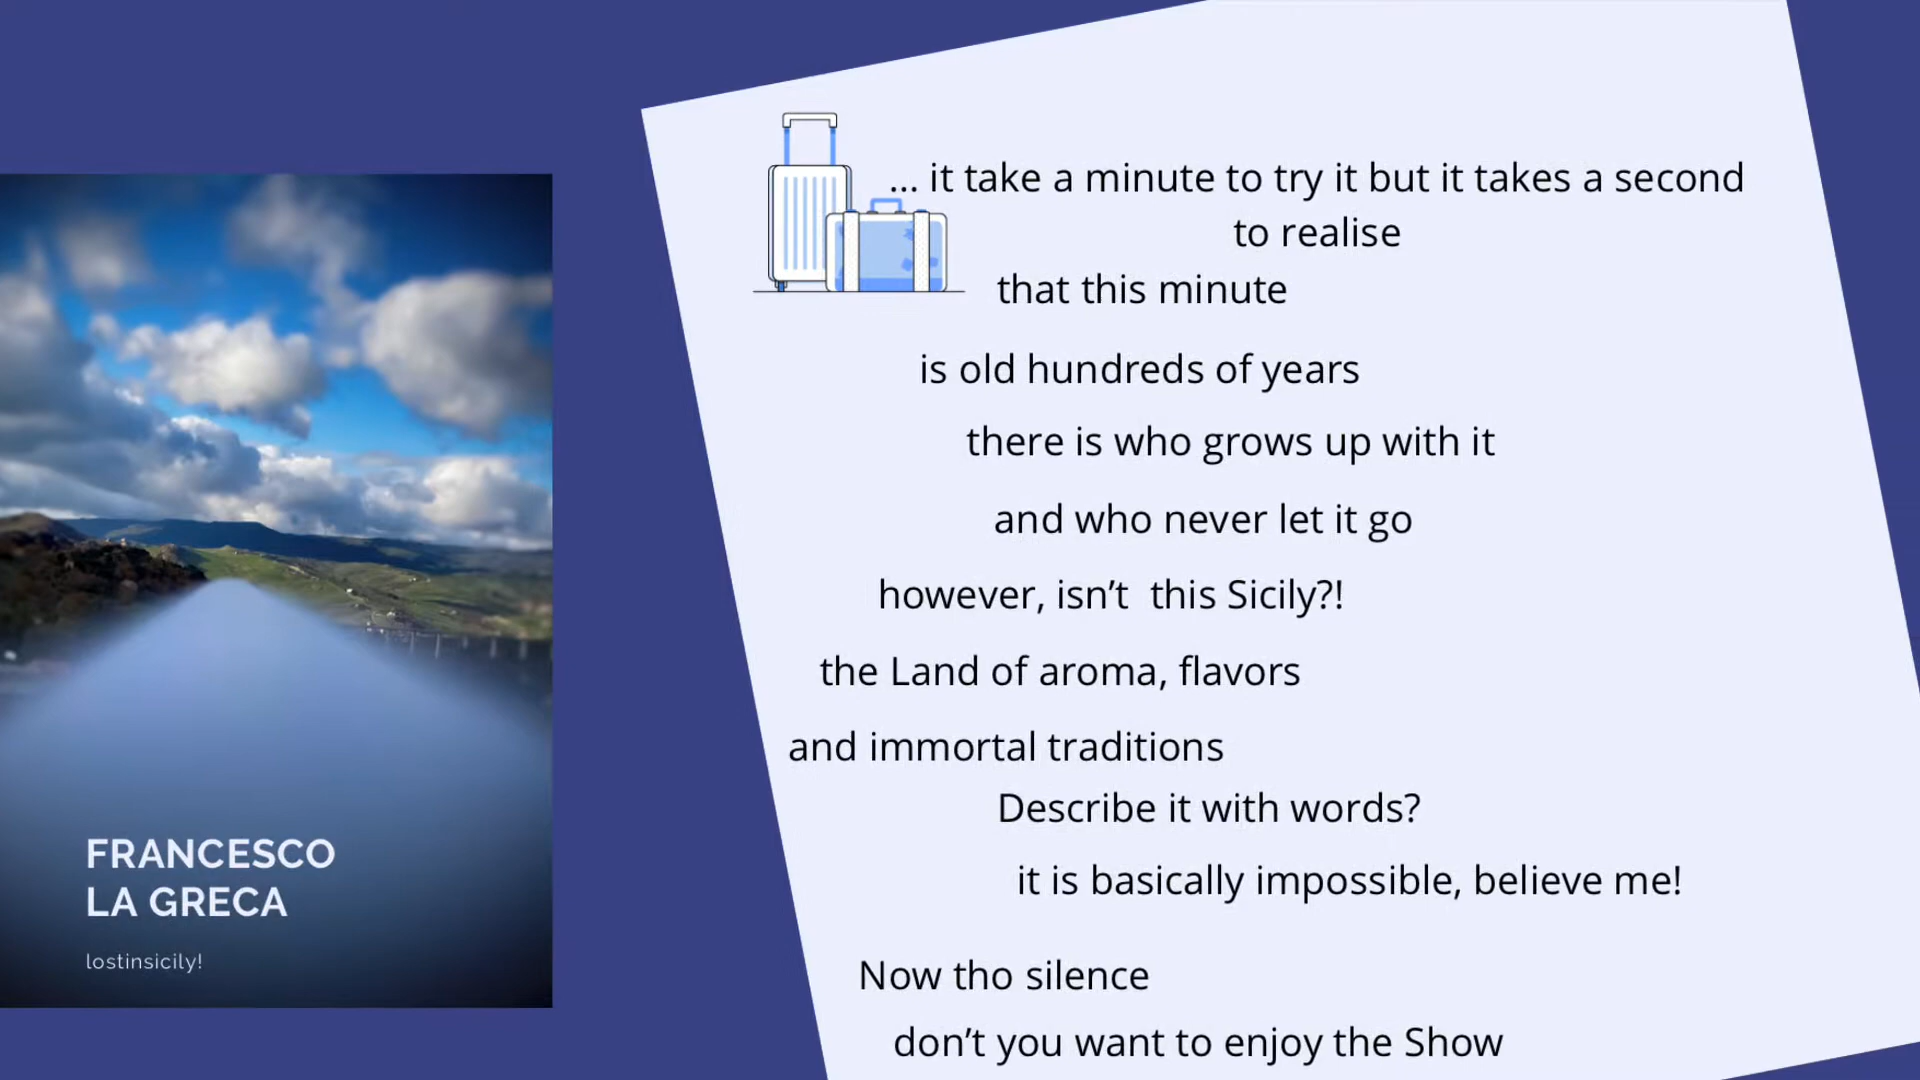 ... it take a minute to try it but it takes a second
to realise
that this minute
is old hundreds of years
there is who grows up with it
and who never let it go
however, isn’t  this Sicily?!
the Land of aroma, flavors
and immortal traditions
Describe it with words?
it is basically impossible, believe me!
Now tho silence
don’t you want to enjoy the Show
FRANCESCO
LA GRECA
lostinsicily!